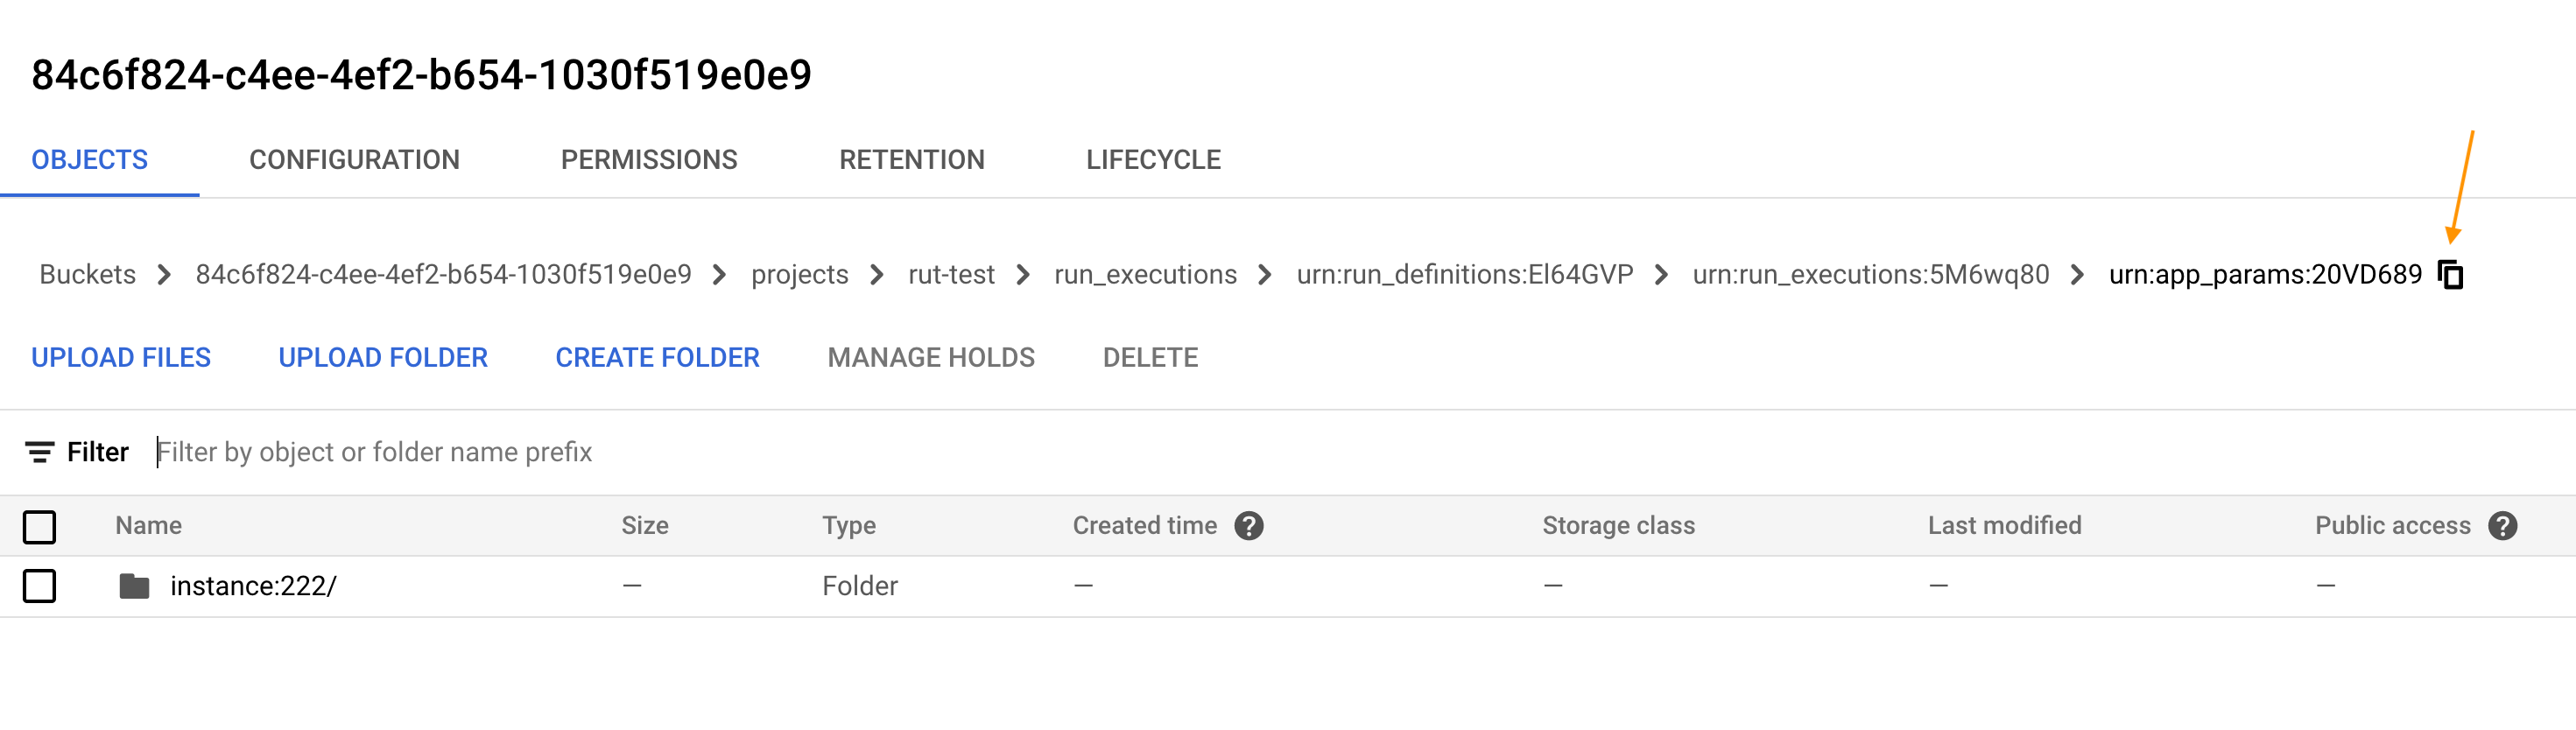 84c6f824-c4ee-4ef2-b654-1030f519e0e9
OBJECTS CONFIGURATION PERMISSIONS RETENTION LIFECYCLE
Buckets > 84c6f824-c4ee-4ef2-b654-1030f519e0e9 > projects > rut-test > run_executions > urn:run_definitions:El64GVP > urn:run_executions:5M6wq80 > urn:app_params:20VD689
UPLOAD FILES UPLOAD FOLDER CREATE FOLDER MANAGE HOLDS DELETE
Filter Filter by object or folder name prefix
Name Size Type Created time ? Storage class Last modified Public access ?
instance:222/ — Folder — — — —